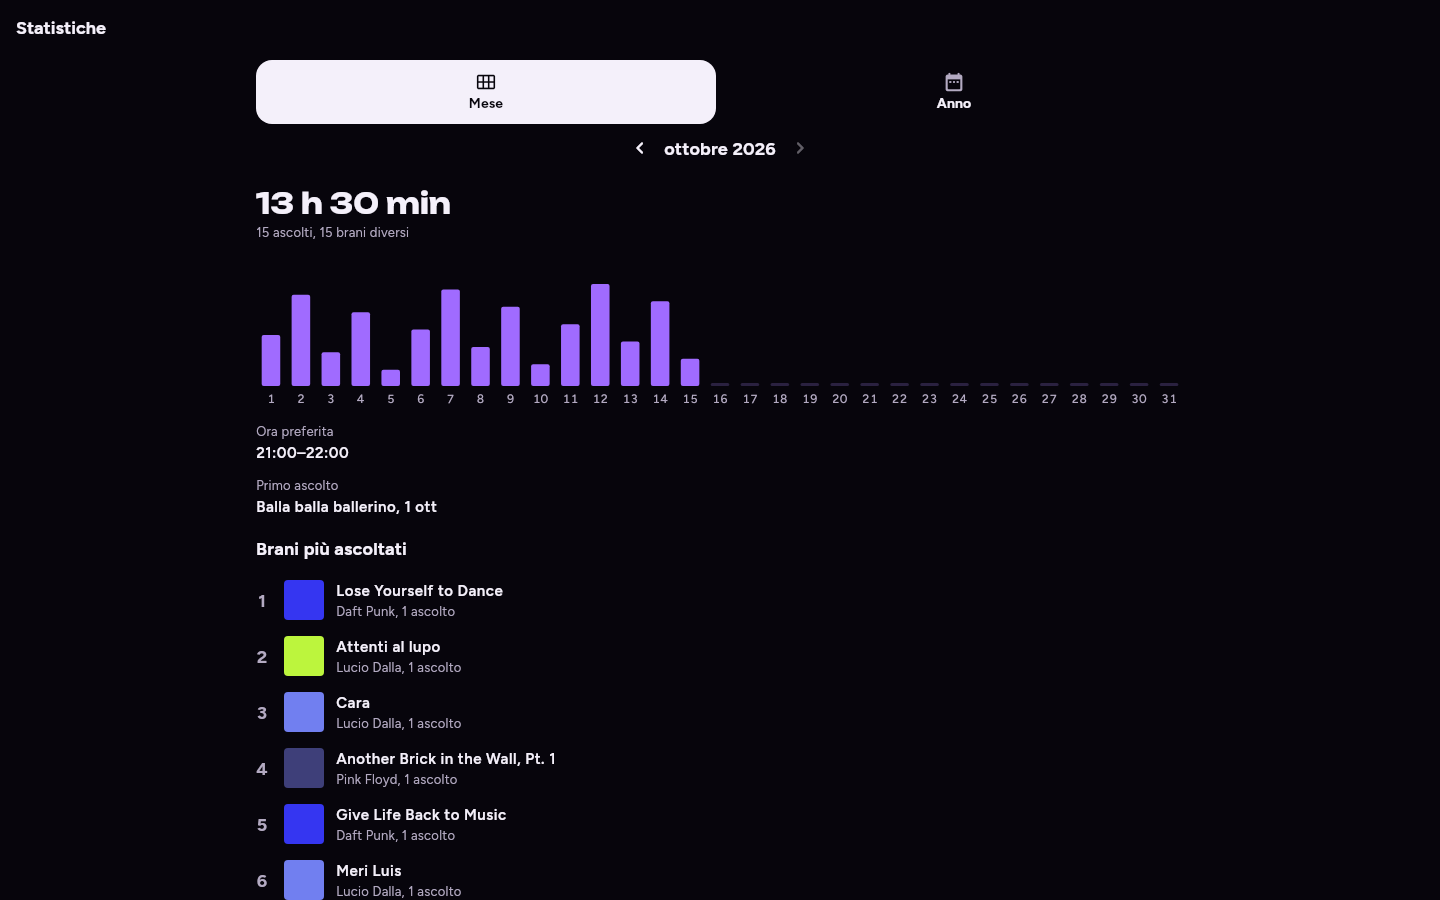 Statistiche
Mese
Anno
ottobre 2026
13 h 30 min
15 ascolti, 15 brani diversi
1 2 3 4 5 6 7 8 9 10 11 12 13 14 15 16 17 18 19 20 21 22 23 24 25 26 27 28 29 30 31
Ora preferita
21:00–22:00
Primo ascolto
Balla balla ballerino, 1 ott
Brani più ascoltati
1
Lose Yourself to Dance
Daft Punk, 1 ascolto
2
Attenti al lupo
Lucio Dalla, 1 ascolto
3
Cara
Lucio Dalla, 1 ascolto
4
Another Brick in the Wall, Pt. 1
Pink Floyd, 1 ascolto
5
Give Life Back to Music
Daft Punk, 1 ascolto
6
Meri Luis
Lucio Dalla, 1 ascolto